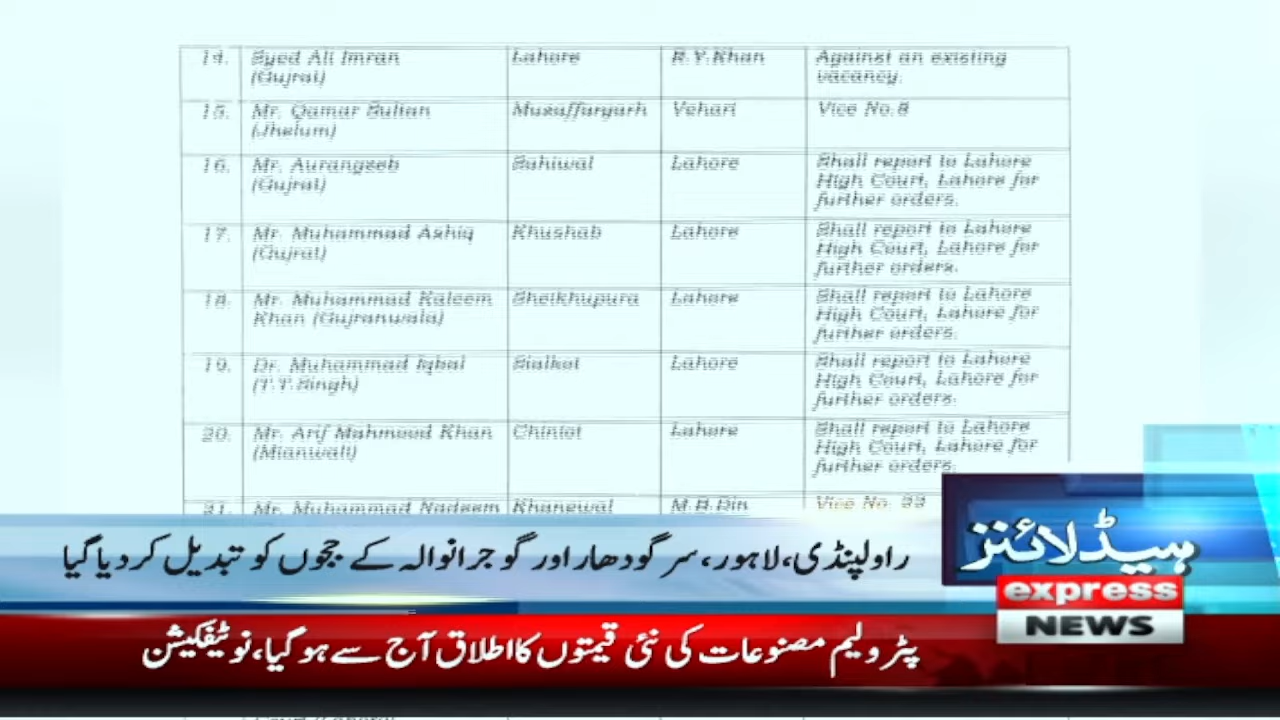 14. Syed Ali Imran Lahore R.Y.Khan Against an existing
(Gujrat) vacancy.
15. Mr. Qamar Sultan Muzaffargarh Vehari Vice No.8
(Jhelum)
16. Mr. Aurangzeb Sahiwal Lahore Shall report to Lahore
(Gujrat) High Court, Lahore for
further orders.
17. Mr. Muhammad Ashiq Khushab Lahore Shall report to Lahore
(Gujrat) High Court, Lahore for
further orders.
18. Mr. Muhammad Kaleem Sheikhupura Lahore Shall report to Lahore
Khan (Gujranwala) High Court, Lahore for
further orders.
19. Dr. Muhammad Iqbal Sialkot Lahore Shall report to Lahore
(T.T.Singh) High Court, Lahore for
further orders.
20. Mr. Arif Mahmood Khan Chiniot Lahore Shall report to Lahore
(Mianwali) High Court, Lahore for
further orders.
21. Mr. Muhammad Nadeem Khanewal M.B.Din Vice No.
راولپنڈی، لاہور، سرگودھا اور گوجرانوالہ کے ججوں کو تبدیل کر دیا گیا
ہیڈلائنز
express
NEWS
پٹرولیم مصنوعات کی نئی قیمتوں کا اطلاق آج سے ہو گیا، نوٹیفکیشن